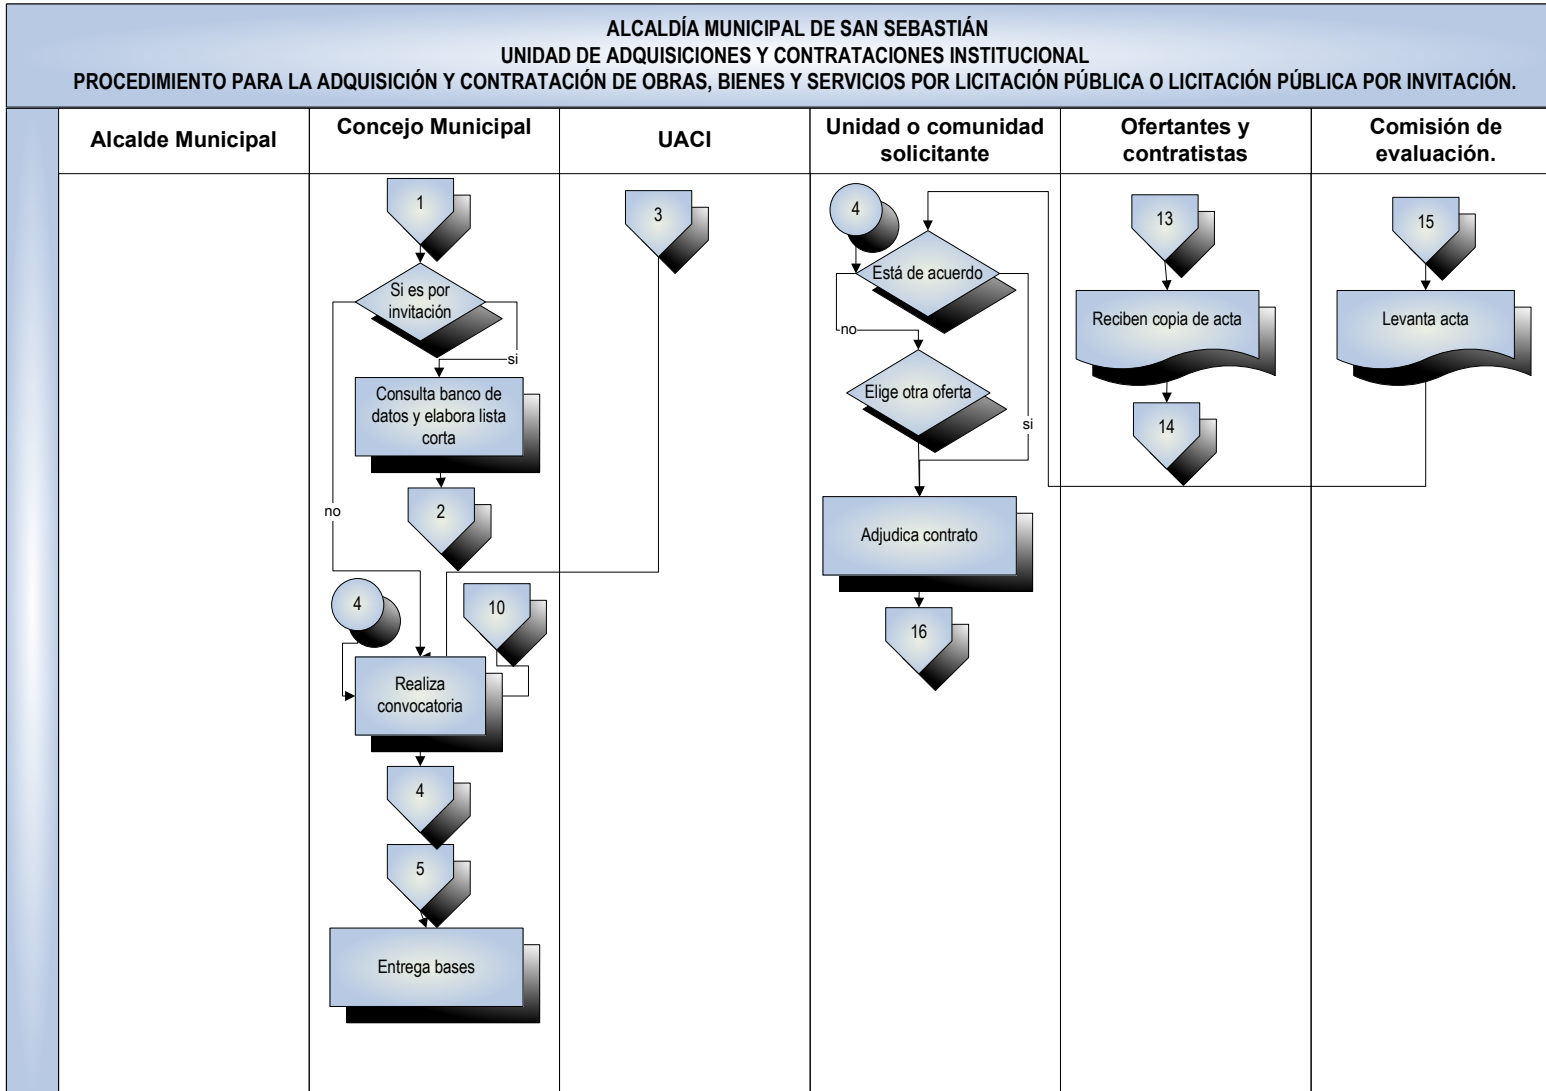 ALCALDÍA MUNICIPAL DE SAN SEBASTIÁN
UNIDAD DE ADQUISICIONES Y CONTRATACIONES INSTITUCIONAL
PROCEDIMIENTO PARA LA ADQUISICIÓN Y CONTRATACIÓN DE OBRAS, BIENES Y SERVICIOS POR LICITACIÓN PÚBLICA O LICITACIÓN PÚBLICA POR INVITACIÓN.
Alcalde Municipal
Concejo Municipal
UACI
Unidad o comunidad
solicitante
Ofertantes y
contratistas
Comisión de
evaluación.
1
Si es por
invitación
si
no
Consulta banco de
datos y elabora lista
corta
2
4
10
Realiza
convocatoria
4
5
Entrega bases
3
4
Está de acuerdo
no
si
Elige otra oferta
Adjudica contrato
16
13
Reciben copia de acta
14
15
Levanta acta